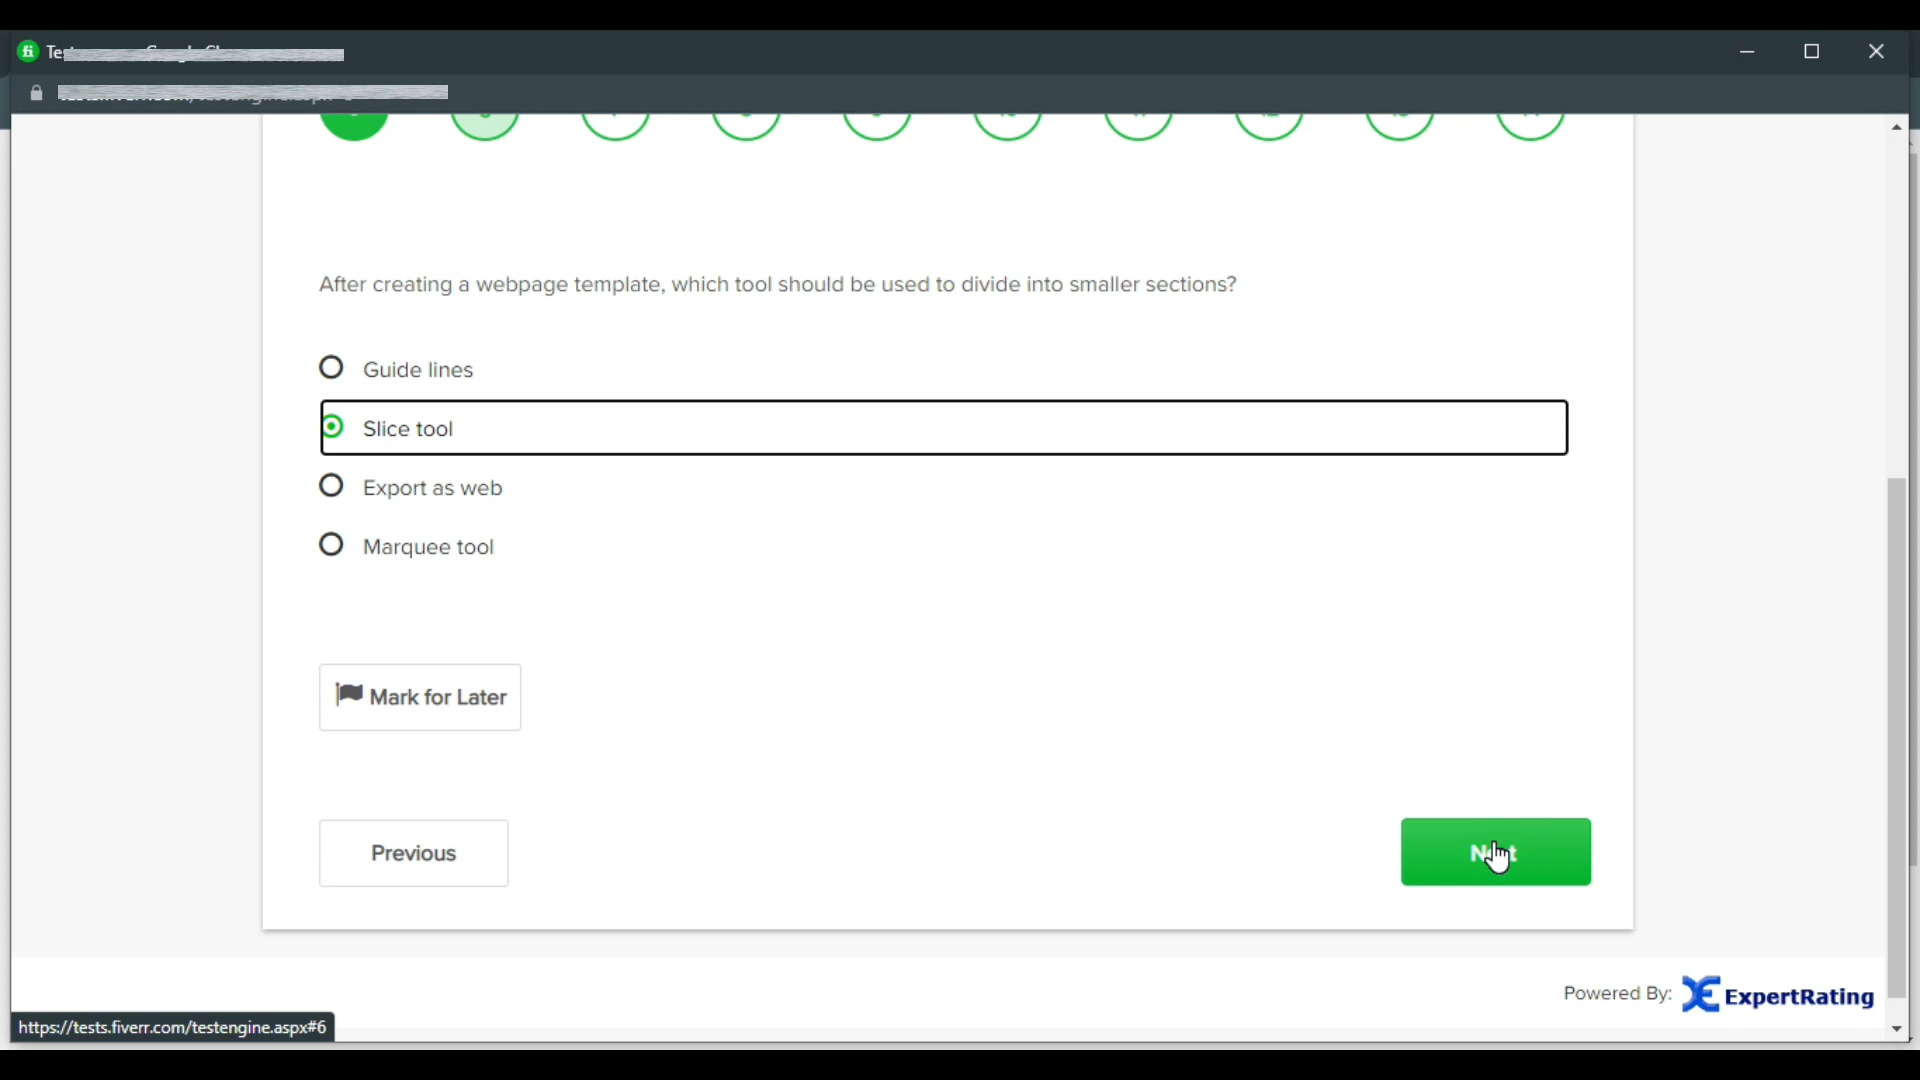 fi
After creating a webpage template, which tool should be used to divide into smaller sections?
Guide lines
Slice tool
Export as web
Marquee tool
Mark for Later
Previous
Powered By: ExpertRating
https://tests.fiverr.com/testengine.aspx#6